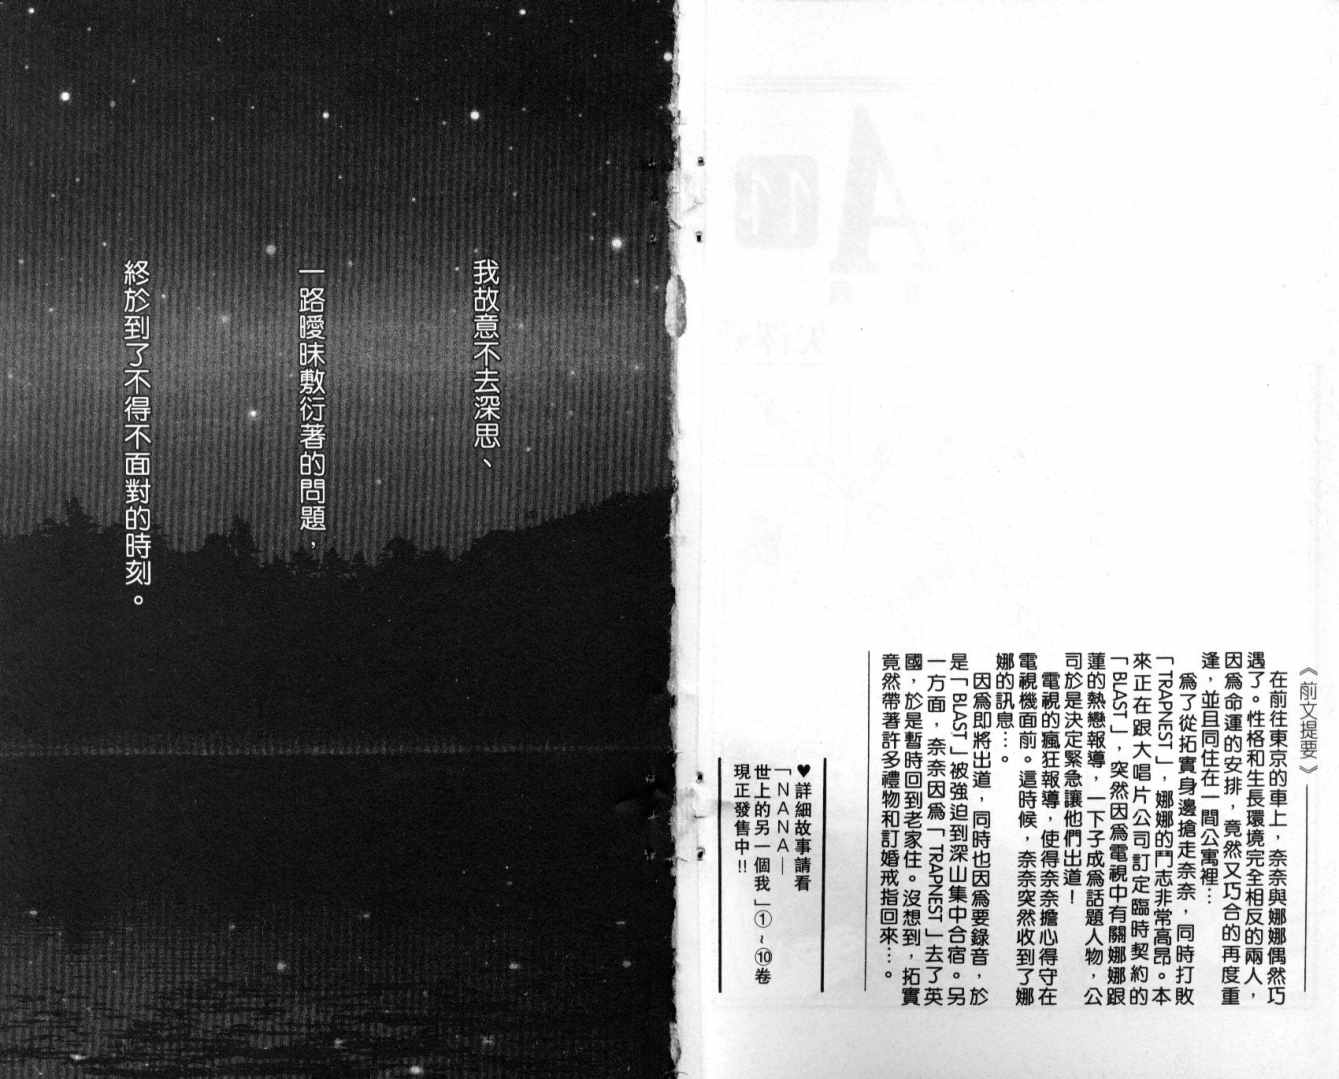 《前文提要》
在前往東京的車上，奈奈與娜娜偶然巧
遇了。性格和生長環境完全相反的兩人，
因為命運的安排，竟然又巧合的再度重
逢，並且同住在一間公寓裡…
為了從拓實身邊搶走奈奈，同時打敗
「TRAPNEST」，娜娜的鬥志非常高昂。本
來正在跟大唱片公司訂定臨時契約的
「BLAST」，突然因為電視中有關娜娜跟
蓮的熱戀報導，一下子成為話題人物，公
司於是決定緊急讓他們出道！
電視的瘋狂報導，使得奈奈擔心得守在
電視機面前。這時候，奈奈突然收到了娜
娜的訊息…。
因為即將出道，同時也因為要錄音，於
是「BLAST」被強迫到深山集中合宿。另
一方面，奈奈因為「TRAPNEST」去了英
國，於是暫時回到老家住。沒想到，拓實
竟然帶著許多禮物和訂婚戒指回來…。
♥詳細故事請看
「NANA—
世上的另一個我」①~⑩卷
現正發售中!!
我故意不去深思、
一路曖昧敷衍著的問題，
終於到了不得不面對的時刻。